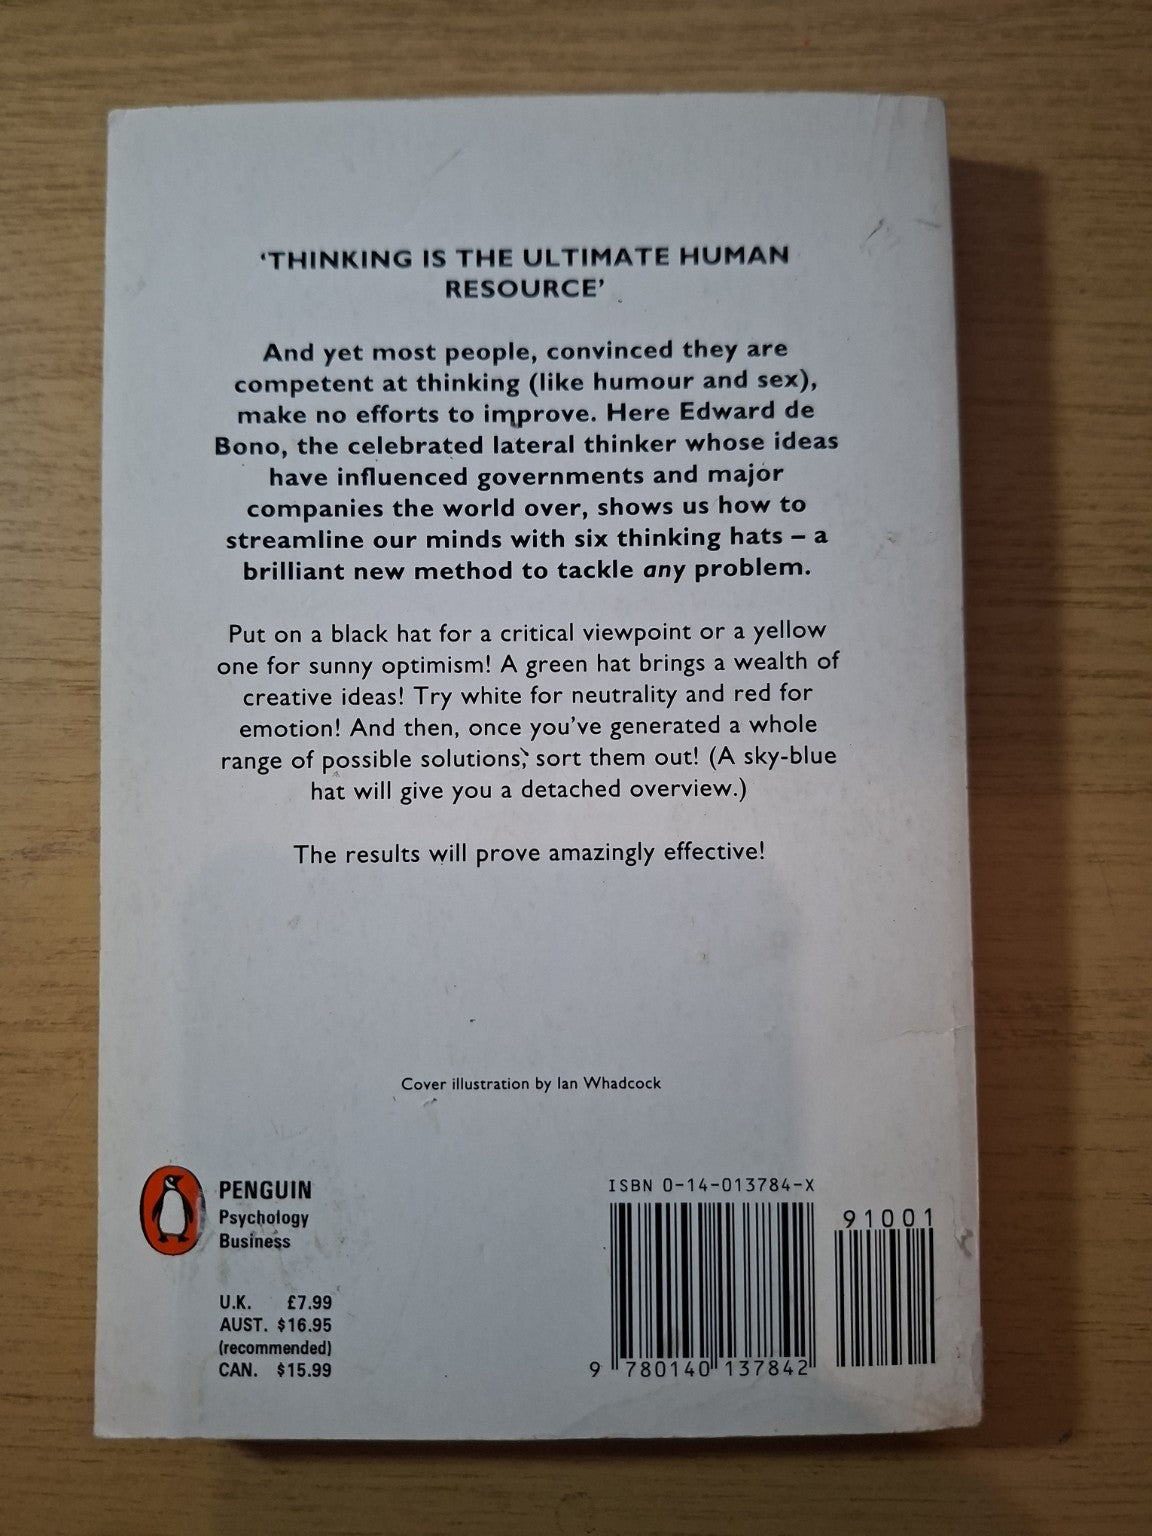 ‘THINKING IS THE ULTIMATE HUMAN
RESOURCE’
And yet most people, convinced they are
competent at thinking (like humour and sex),
make no efforts to improve. Here Edward de
Bono, the celebrated lateral thinker whose ideas
have influenced governments and major
companies the world over, shows us how to
streamline our minds with six thinking hats – a
brilliant new method to tackle any problem.
Put on a black hat for a critical viewpoint or a yellow
one for sunny optimism! A green hat brings a wealth of
creative ideas! Try white for neutrality and red for
emotion! And then, once you’ve generated a whole
range of possible solutions, sort them out! (A sky-blue
hat will give you a detached overview.)
The results will prove amazingly effective!
Cover illustration by Ian Whadcock
PENGUIN
Psychology
Business
U.K. £7.99
AUST. $16.95
(recommended)
CAN. $15.99
ISBN 0-14-013784-X
91001
9 780140 137842